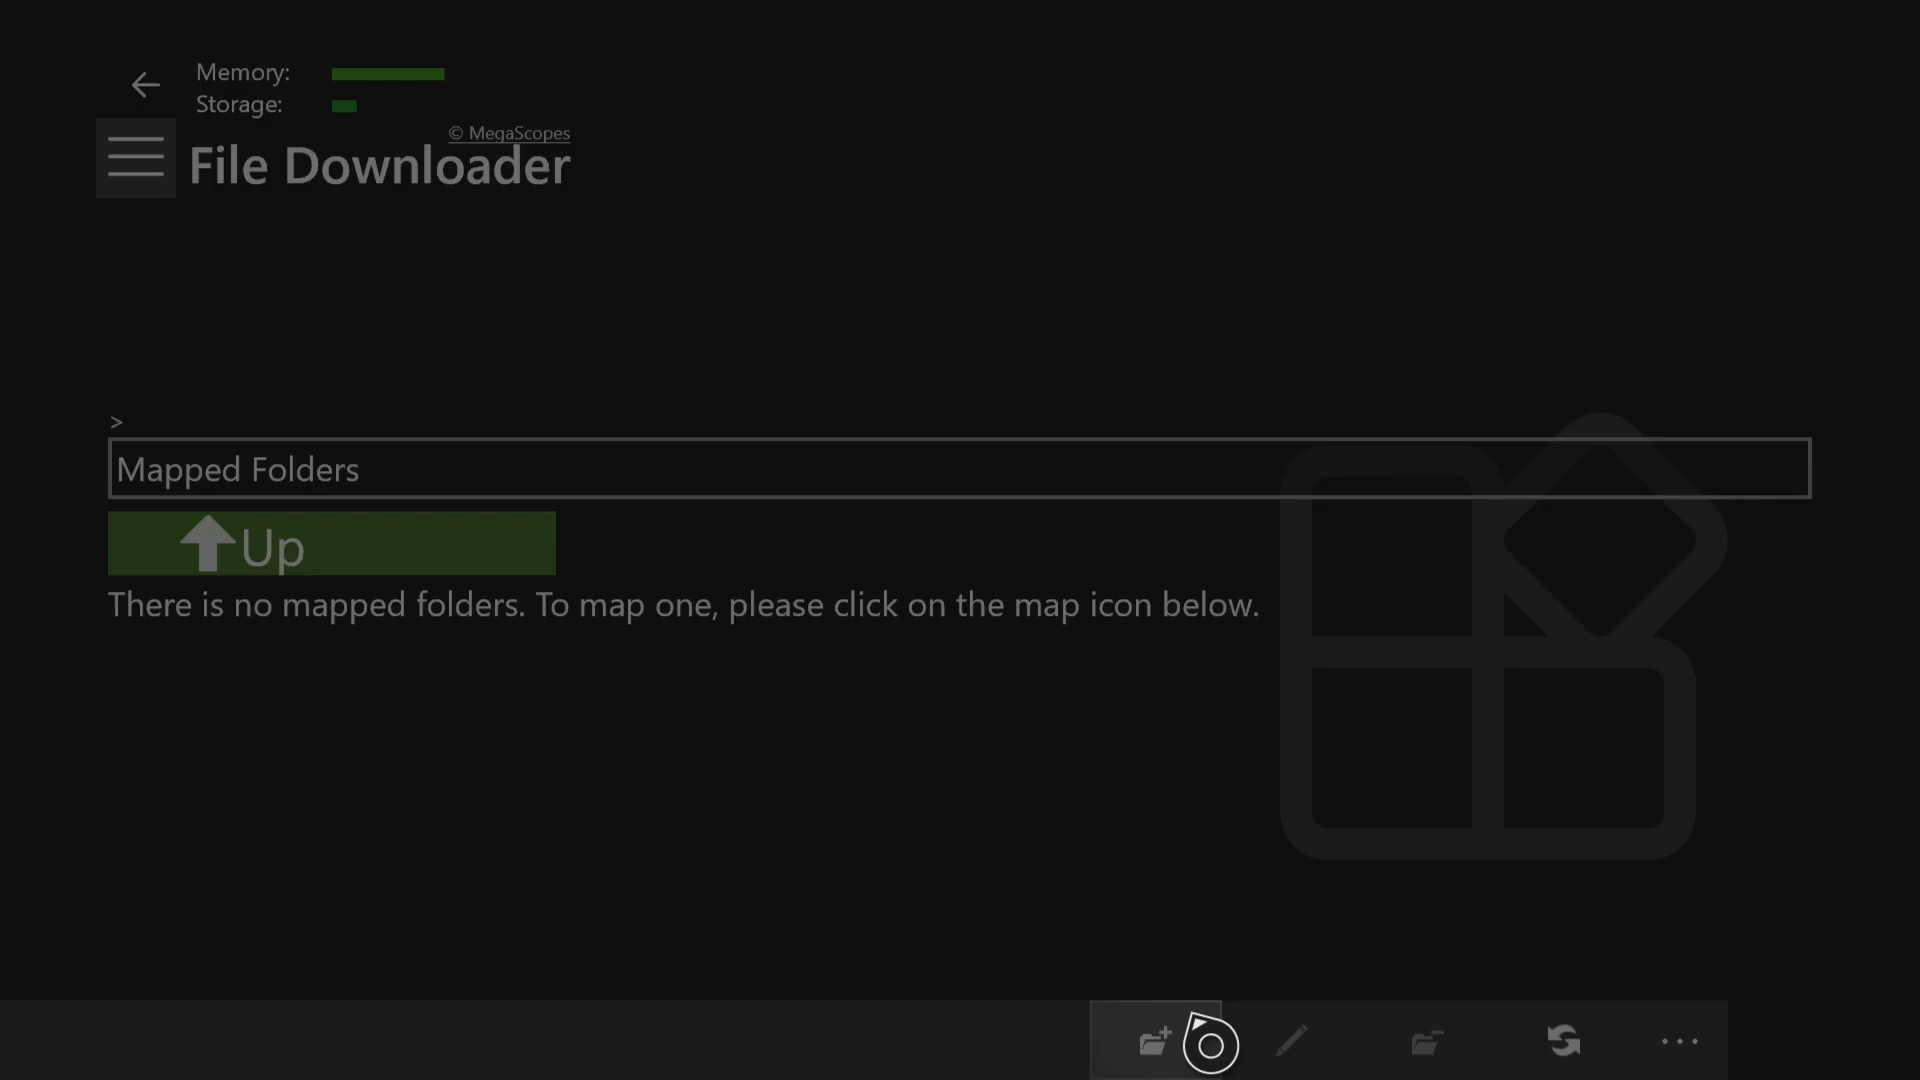 Memory:
Storage:
© MegaScopes
File Downloader
>
Mapped Folders
Up
There is no mapped folders. To map one, please click on the map icon below.